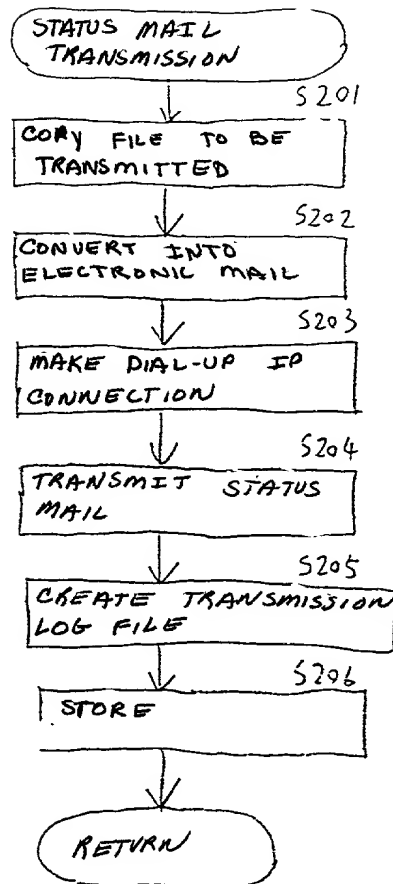 STATUS MAIL
TRANSMISSION
S201
COPY FILE TO BE
TRANSMITTED
S202
CONVERT INTO
ELECTRONIC MAIL
S203
MAKE DIAL-UP IP
CONNECTION
S204
TRANSMIT STATUS
MAIL
S205
CREATE TRANSMISSION
LOG FILE
S206
STORE
RETURN